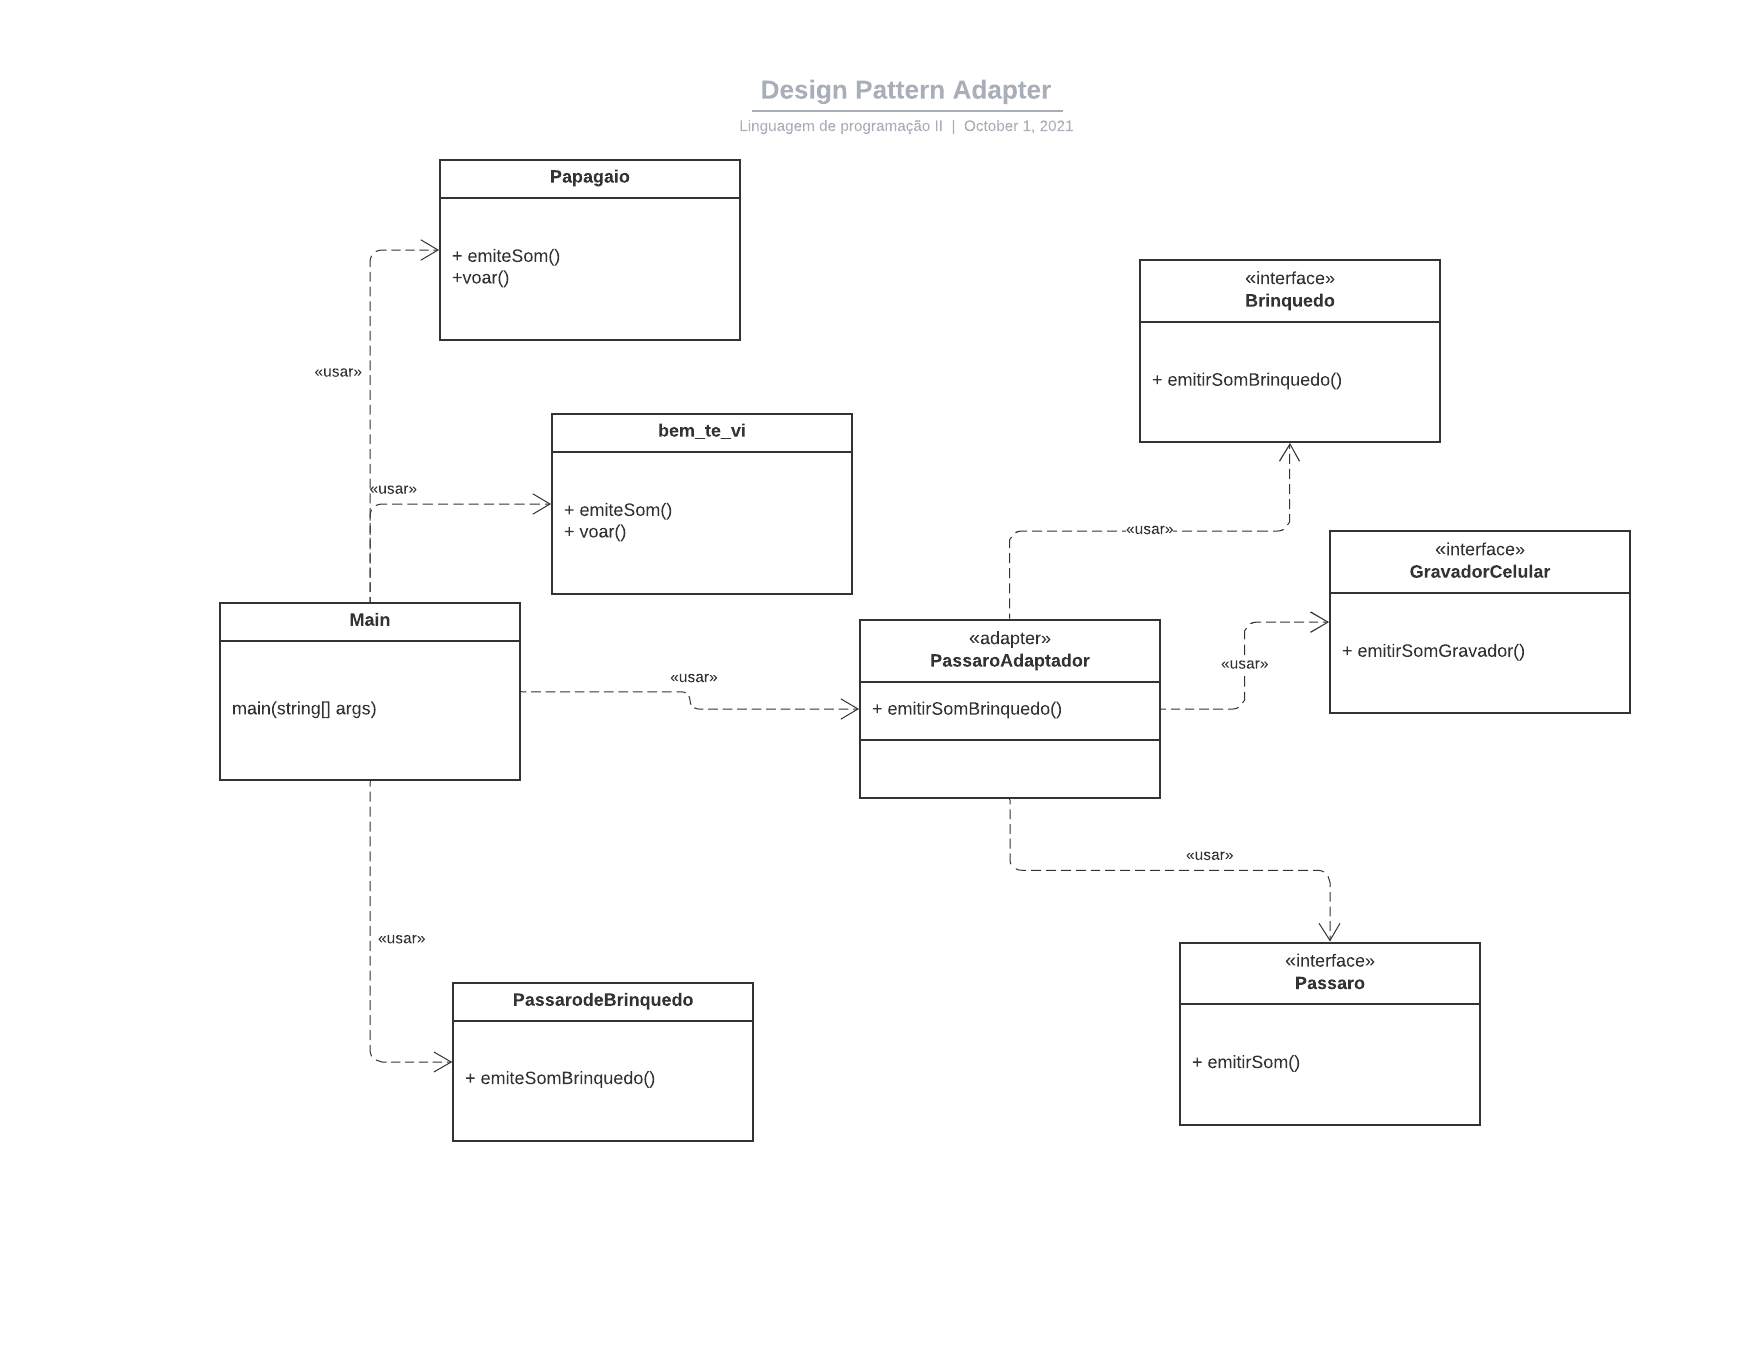 Design Pattern Adapter
Linguagem de programação II | October 1, 2021
Papagaio
+ emiteSom()
+voar()
«interface»
Brinquedo
+ emitirSomBrinquedo()
«usar»
bem_te_vi
+ emiteSom()
+ voar()
«usar»
«usar»
«interface»
GravadorCelular
+ emitirSomGravador()
Main
main(string[] args)
«usar»
«adapter»
PassaroAdaptador
+ emitirSomBrinquedo()
«usar»
«usar»
«usar»
«interface»
Passaro
+ emitirSom()
PassarodeBrinquedo
+ emiteSomBrinquedo()